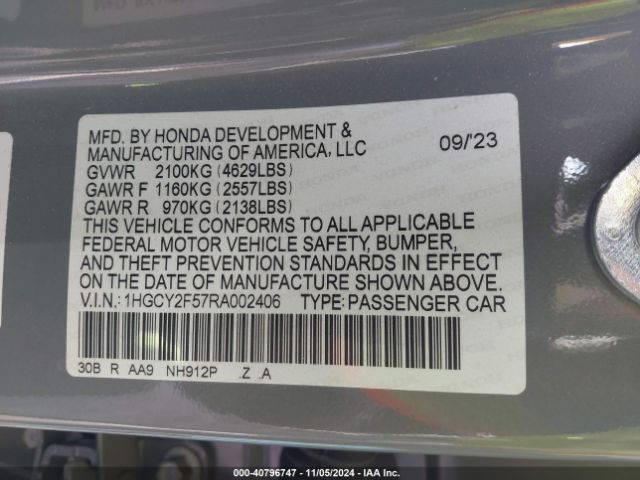 MFD. BY HONDA DEVELOPMENT &
MANUFACTURING OF AMERICA, LLC 09/'23
GVWR 2100KG (4629LBS)
GAWR F 1160KG (2557LBS)
GAWR R 970KG (2138LBS)
THIS VEHICLE CONFORMS TO ALL APPLICABLE
FEDERAL MOTOR VEHICLE SAFETY, BUMPER,
AND THEFT PREVENTION STANDARDS IN EFFECT
ON THE DATE OF MANUFACTURE SHOWN ABOVE.
V.I.N.: 1HGCY2F57RA002406 TYPE: PASSENGER CAR
30B R AA9 NH912P .Z .A
000-40796747 | 11/05/2024 | IAA Inc.